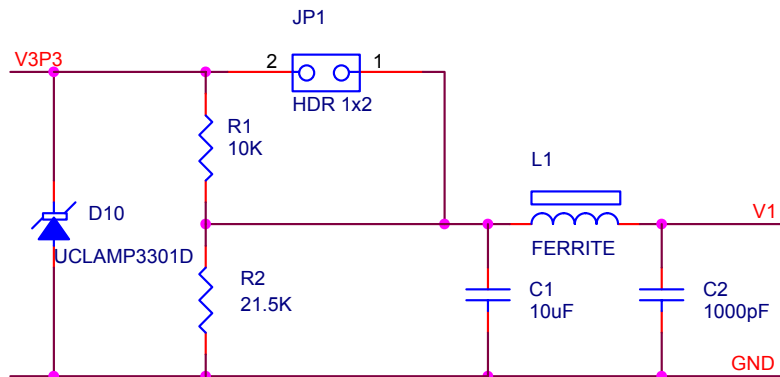 JP1
V3P3
2
1
HDR 1x2
R1
10K
L1
D10
V1
UCLAMP3301D
FERRITE
R2
21.5K
C1
10uF
C2
1000pF
GND